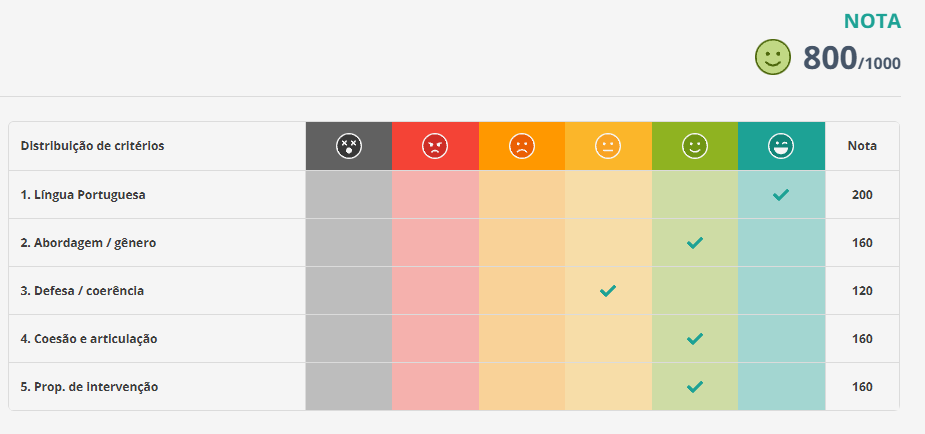 NOTA
800/1000
Distribuição de critérios Nota
1. Língua Portuguesa 200
2. Abordagem / gênero 160
3. Defesa / coerência 120
4. Coesão e articulação 160
5. Prop. de intervenção 160